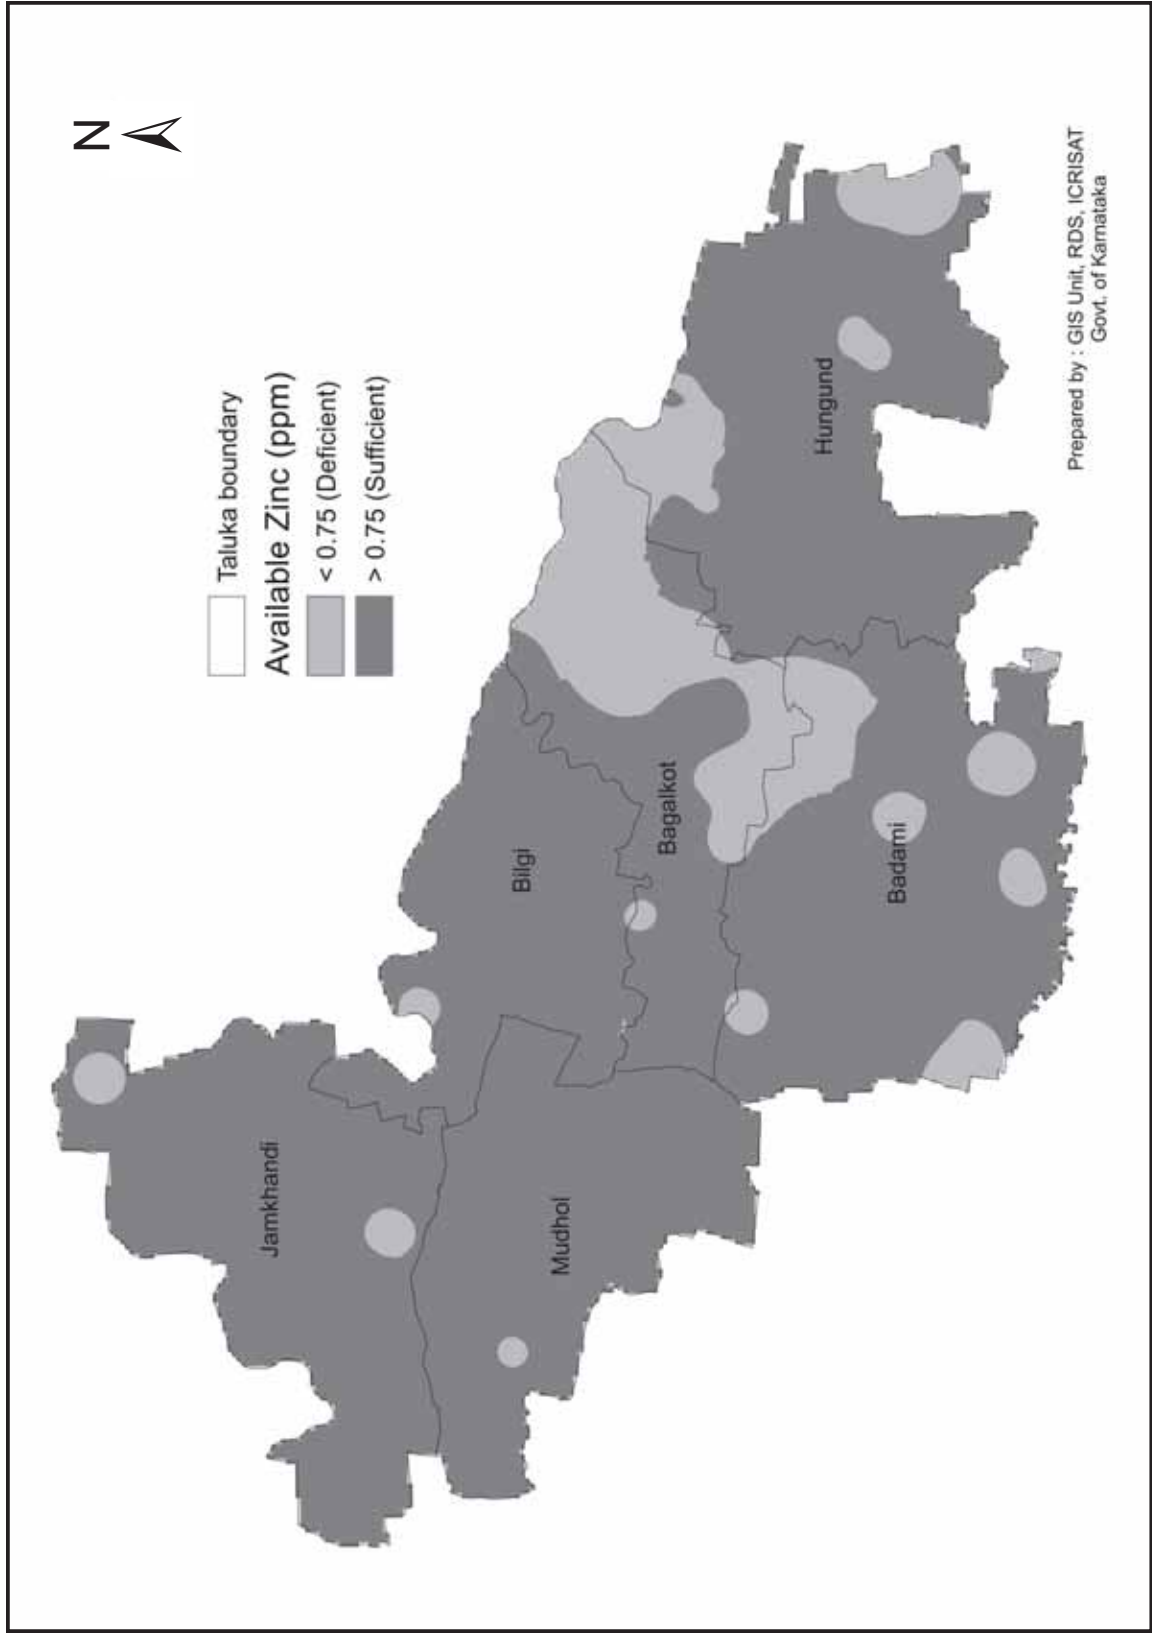 N
Taluka boundary
Available Zinc (ppm)
< 0.75 (Deficient)
> 0.75 (Sufficient)
Jamkhandi
Mudhol
Bilgi
Bagalkot
Badami
Hungund
Prepared by : GIS Unit, RDS, ICRISAT
Govt. of Karnataka